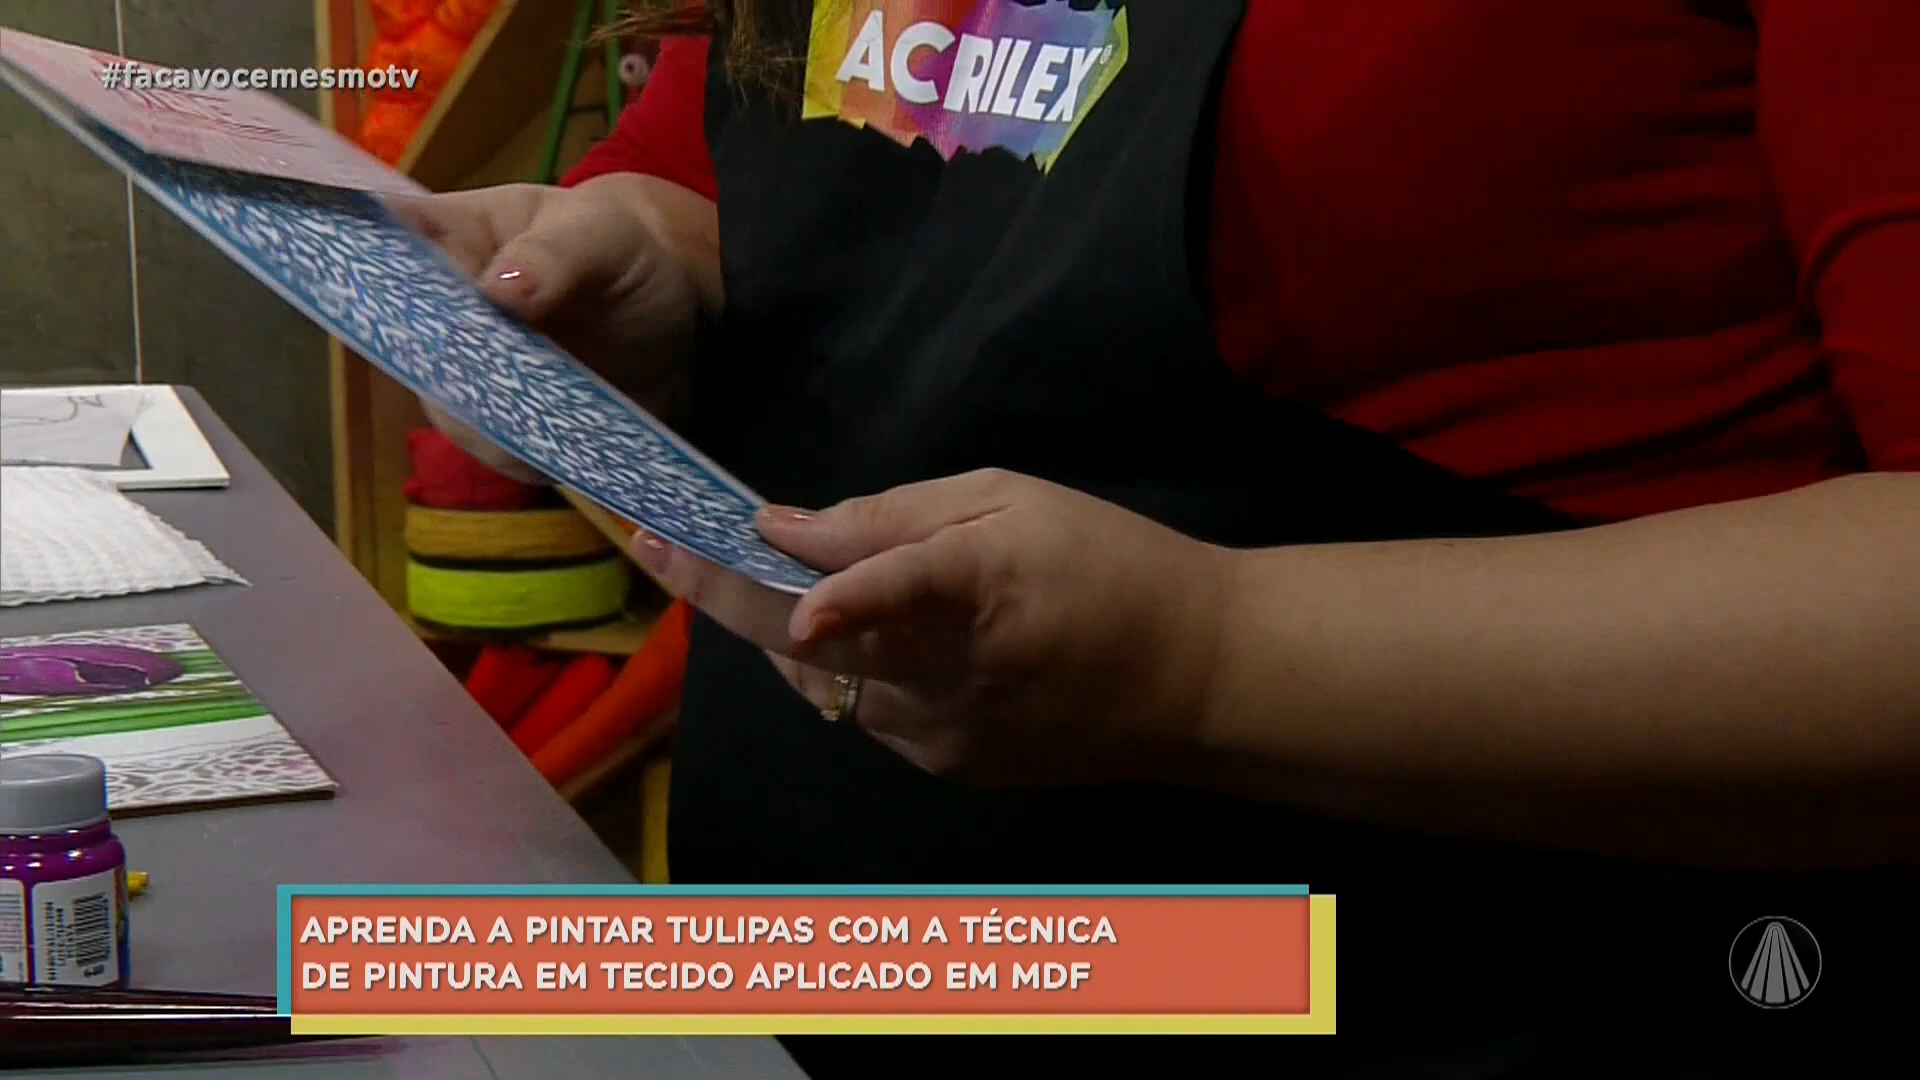 #facavocemesmotv
ACRILEX
APRENDA A PINTAR TULIPAS COM A TÉCNICA
DE PINTURA EM TECIDO APLICADO EM MDF